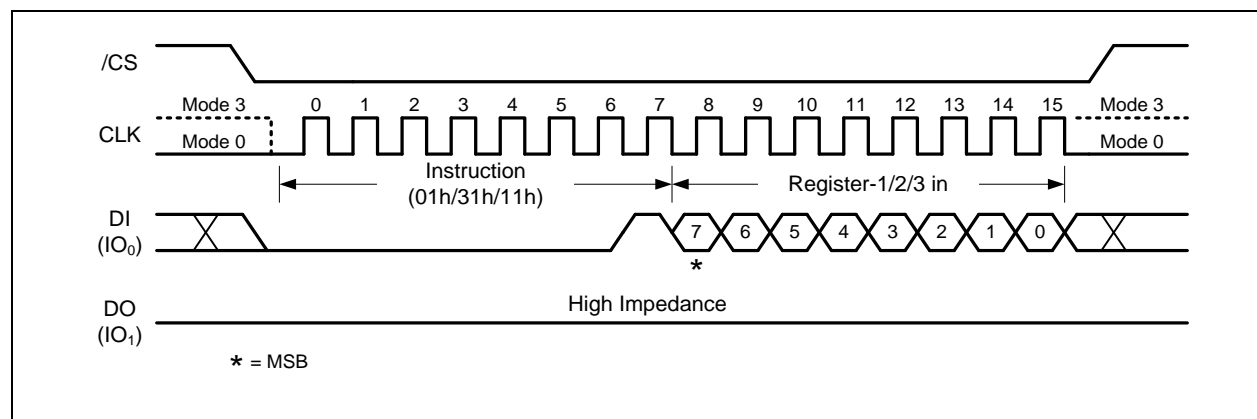 /CS
Mode 3 0 1 2 3 4 5 6 7 8 9 10 11 12 13 14 15 Mode 3
CLK
Mode 0 Mode 0
Instruction
(01h/31h/11h)
Register-1/2/3 in
DI
(IO₀)
7 6 5 4 3 2 1 0
*
High Impedance
DO
(IO₁)
* = MSB